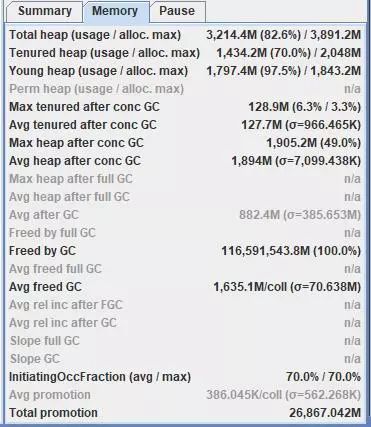 Summary Memory Pause
Total heap (usage / alloc. max) 3,214.4M (82.6%) / 3,891.2M
Tenured heap (usage / alloc. max) 1,434.2M (70.0%) / 2,048M
Young heap (usage / alloc. max) 1,797.4M (97.5%) / 1,843.2M
Perm heap (usage / alloc. max) n/a
Max tenured after conc GC 128.9M (6.3% / 3.3%)
Avg tenured after conc GC 127.7M (σ=966.465K)
Max heap after conc GC 1,905.2M (49.0%)
Avg heap after conc GC 1,894M (σ=7,099.438K)
Max heap after full GC n/a
Avg heap after full GC n/a
Avg after GC 882.4M (σ=385.653M)
Freed by full GC n/a
Freed by GC 116,591,543.8M (100.0%)
Avg freed full GC n/a
Avg freed GC 1,635.1M/coll (σ=70.638M)
Avg rel inc after FGC n/a
Avg rel inc after GC n/a
Slope full GC n/a
Slope GC n/a
InitiatingOccFraction (avg / max) 70.0% / 70.0%
Avg promotion 386.045K/coll (σ=562.268K)
Total promotion 26,867.042M